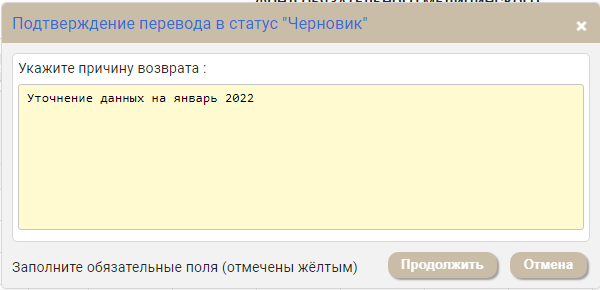 Подтверждение перевода в статус "Черновик"
Укажите причину возврата :
Уточнение данных на январь 2022
Заполните обязательные поля (отмечены жёлтым)
Продолжить
Отмена